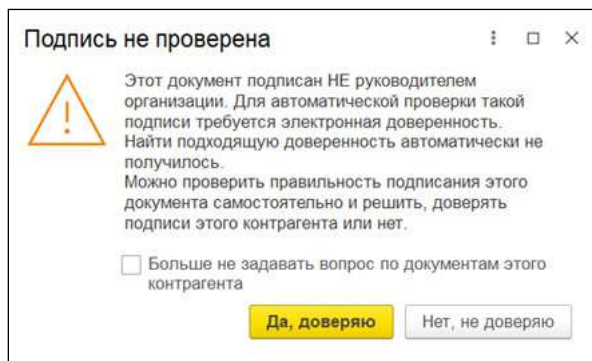 Подпись не проверена
Этот документ подписан НЕ руководителем
организации. Для автоматической проверки такой
подписи требуется электронная доверенность.
Найти подходящую доверенность автоматически не
получилось.
Можно проверить правильность подписания этого
документа самостоятельно и решить, доверять
подписи этого контрагента или нет.
Больше не задавать вопрос по документам этого
контрагента
Да, доверяю Нет, не доверяю